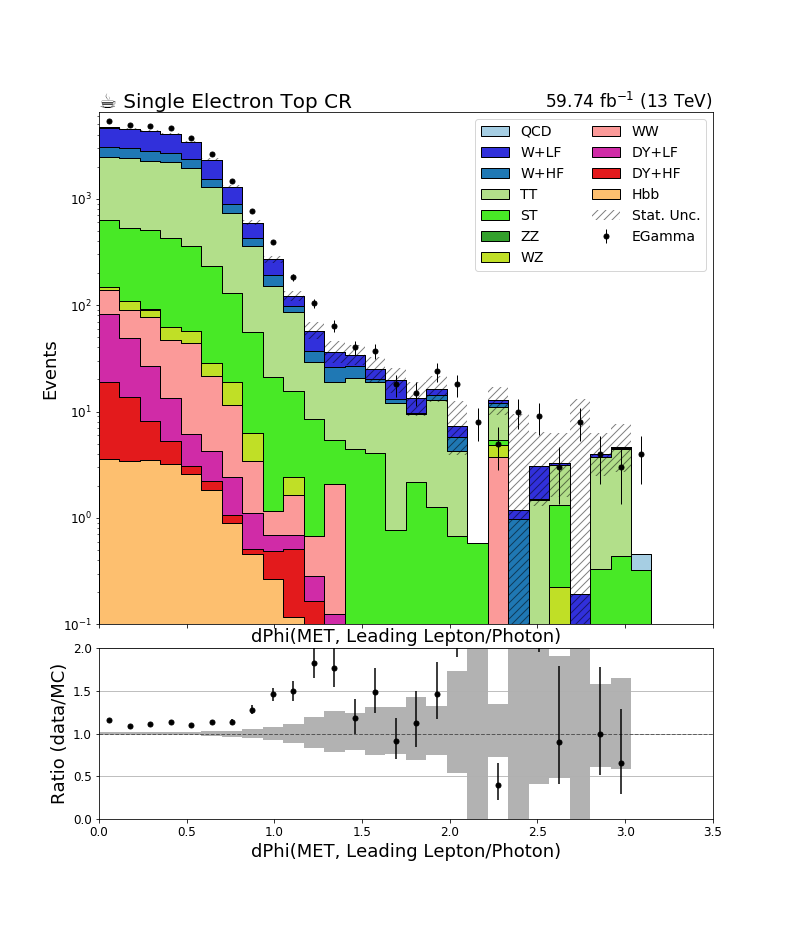 ☕ Single Electron Top CR
59.74 fb⁻¹ (13 TeV)
QCD
W+LF
W+HF
TT
ST
ZZ
WZ
WW
DY+LF
DY+HF
Hbb
Stat. Unc.
EGamma
Events
10³
10²
10¹
10⁰
10⁻¹
dPhi(MET, Leading Lepton/Photon)
Ratio (data/MC)
2.0
1.5
1.0
0.5
0.0
0.0 0.5 1.0 1.5 2.0 2.5 3.0 3.5
dPhi(MET, Leading Lepton/Photon)